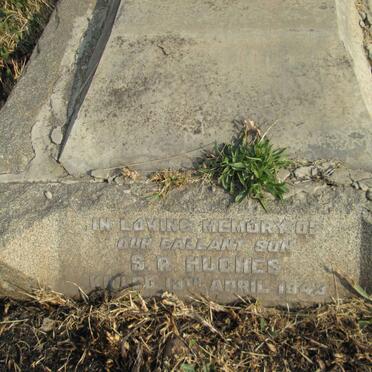 IN LOVING MEMORY OF
OUR GALLANT SON
S. R. HUGHES
APRIL 1943